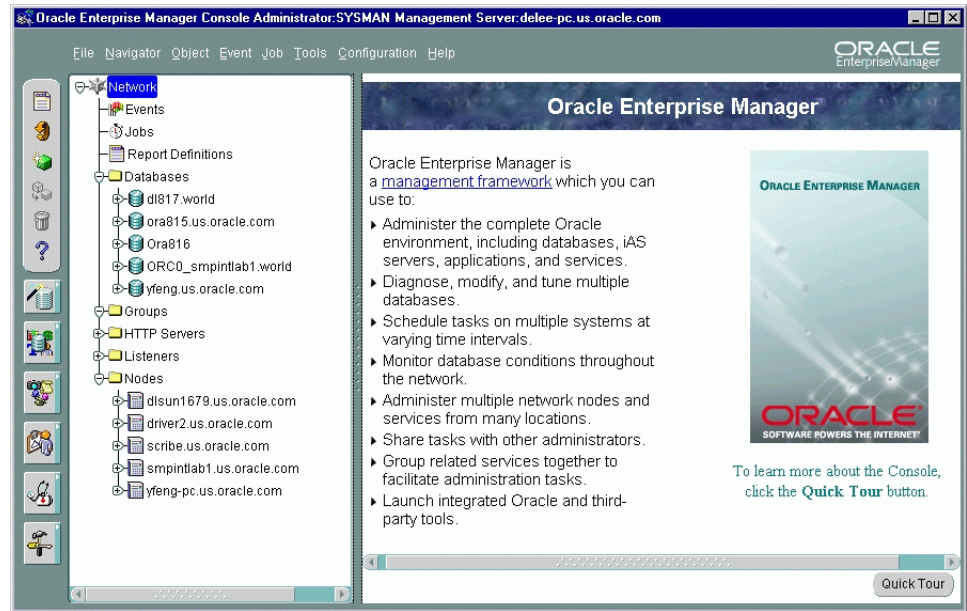 Oracle Enterprise Manager Console Administrator:SYSMAN Management Server:delee-pc.us.oracle.com
File Navigator Object Event Job Tools Configuration Help
ORACLE
EnterpriseManager
Network
Events
Jobs
Report Definitions
Databases
dl817.world
ora815.us.oracle.com
Ora816
ORC0_smpintlab1.world
yfeng.us.oracle.com
Groups
HTTP Servers
Listeners
Nodes
dlsun1679.us.oracle.com
driver2.us.oracle.com
scribe.us.oracle.com
smpintlab1.us.oracle.com
yfeng-pc.us.oracle.com
Oracle Enterprise Manager
Oracle Enterprise Manager is
a management framework which you can
use to:
Administer the complete Oracle
environment, including databases, iAS
servers, applications, and services.
Diagnose, modify, and tune multiple
databases.
Schedule tasks on multiple systems at
varying time intervals.
Monitor database conditions throughout
the network.
Administer multiple network nodes and
services from many locations.
Share tasks with other administrators.
Group related services together to
facilitate administration tasks.
Launch integrated Oracle and third-
party tools.
ORACLE ENTERPRISE MANAGER
ORACLE
SOFTWARE POWERS THE INTERNET
To learn more about the Console,
click the Quick Tour button.
Quick Tour